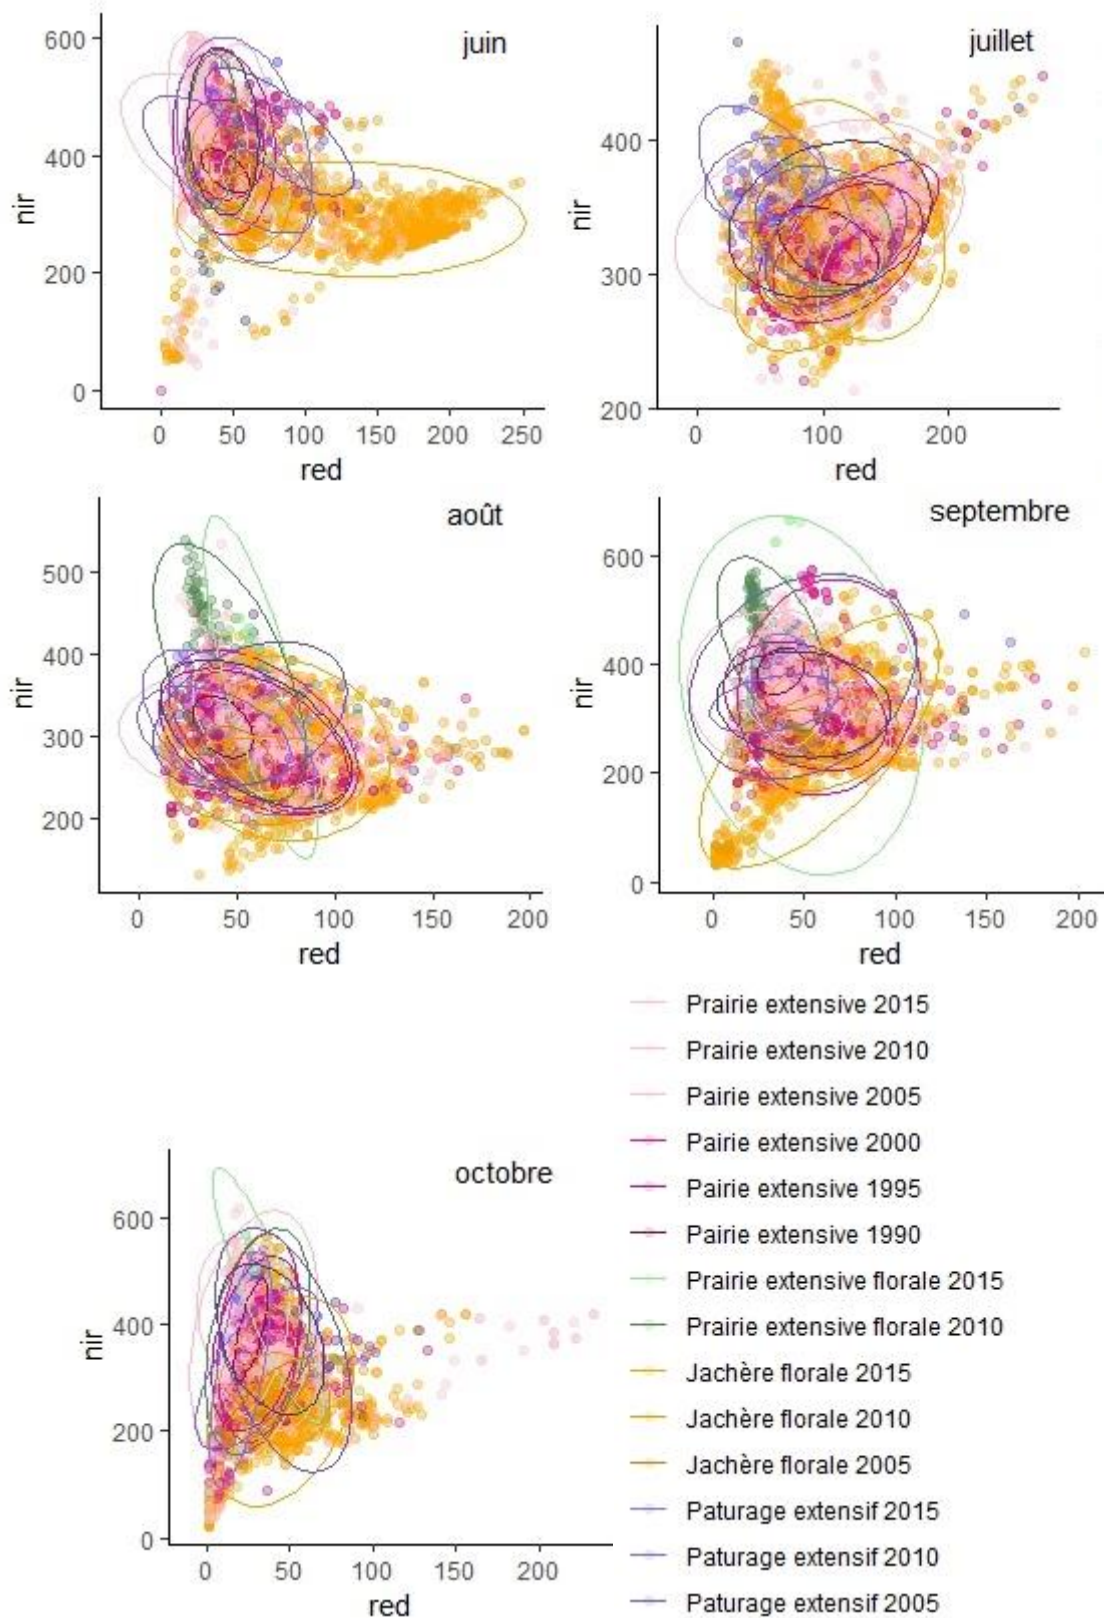 juin
nir
600
400
200
0
0 50 100 150 200 250
red
juillet
nir
400
300
200
0 100 200
red
août
nir
500
400
300
200
0 50 100 150 200
red
septembre
nir
600
400
200
0
0 50 100 150 200
red
octobre
nir
600
400
200
0
0 50 100 150 200
red
Prairie extensive 2015
Prairie extensive 2010
Pairie extensive 2005
Pairie extensive 2000
Pairie extensive 1995
Pairie extensive 1990
Prairie extensive florale 2015
Prairie extensive florale 2010
Jachère florale 2015
Jachère florale 2010
Jachère florale 2005
Paturage extensif 2015
Paturage extensif 2010
Paturage extensif 2005